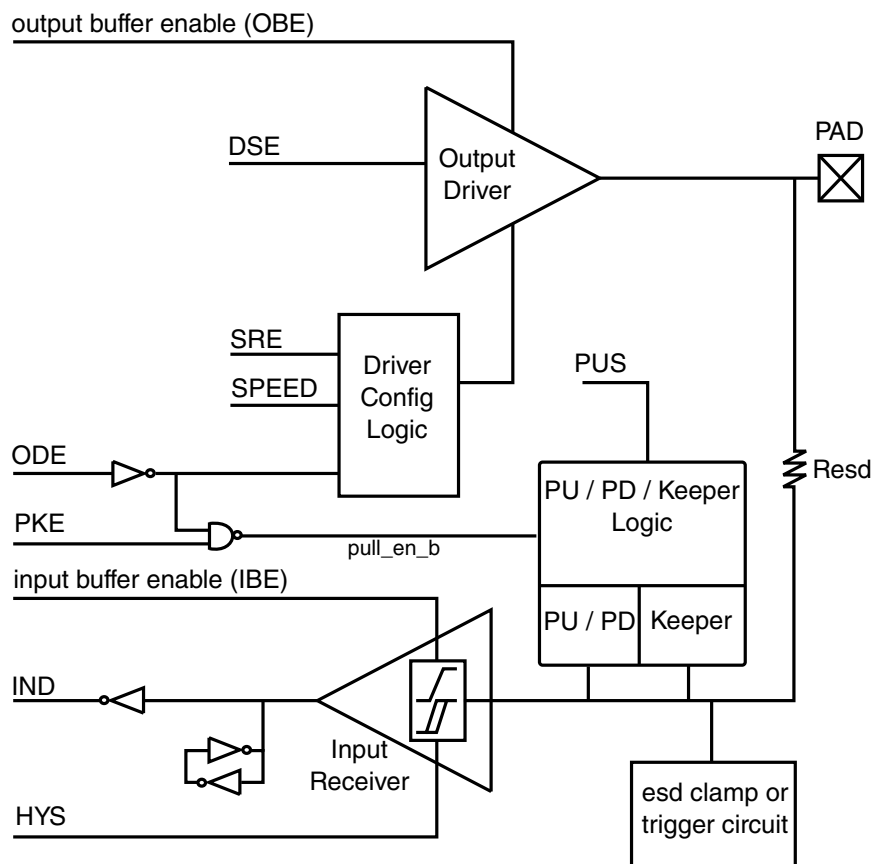 output buffer enable (OBE)
PAD
DSE
Output
Driver
SRE
SPEED
Driver
Config
Logic
PUS
ODE
PKE
pull_en_b
PU / PD / Keeper
Logic
Resd
input buffer enable (IBE)
PU / PD
Keeper
IND
Input
Receiver
HYS
esd clamp or
trigger circuit